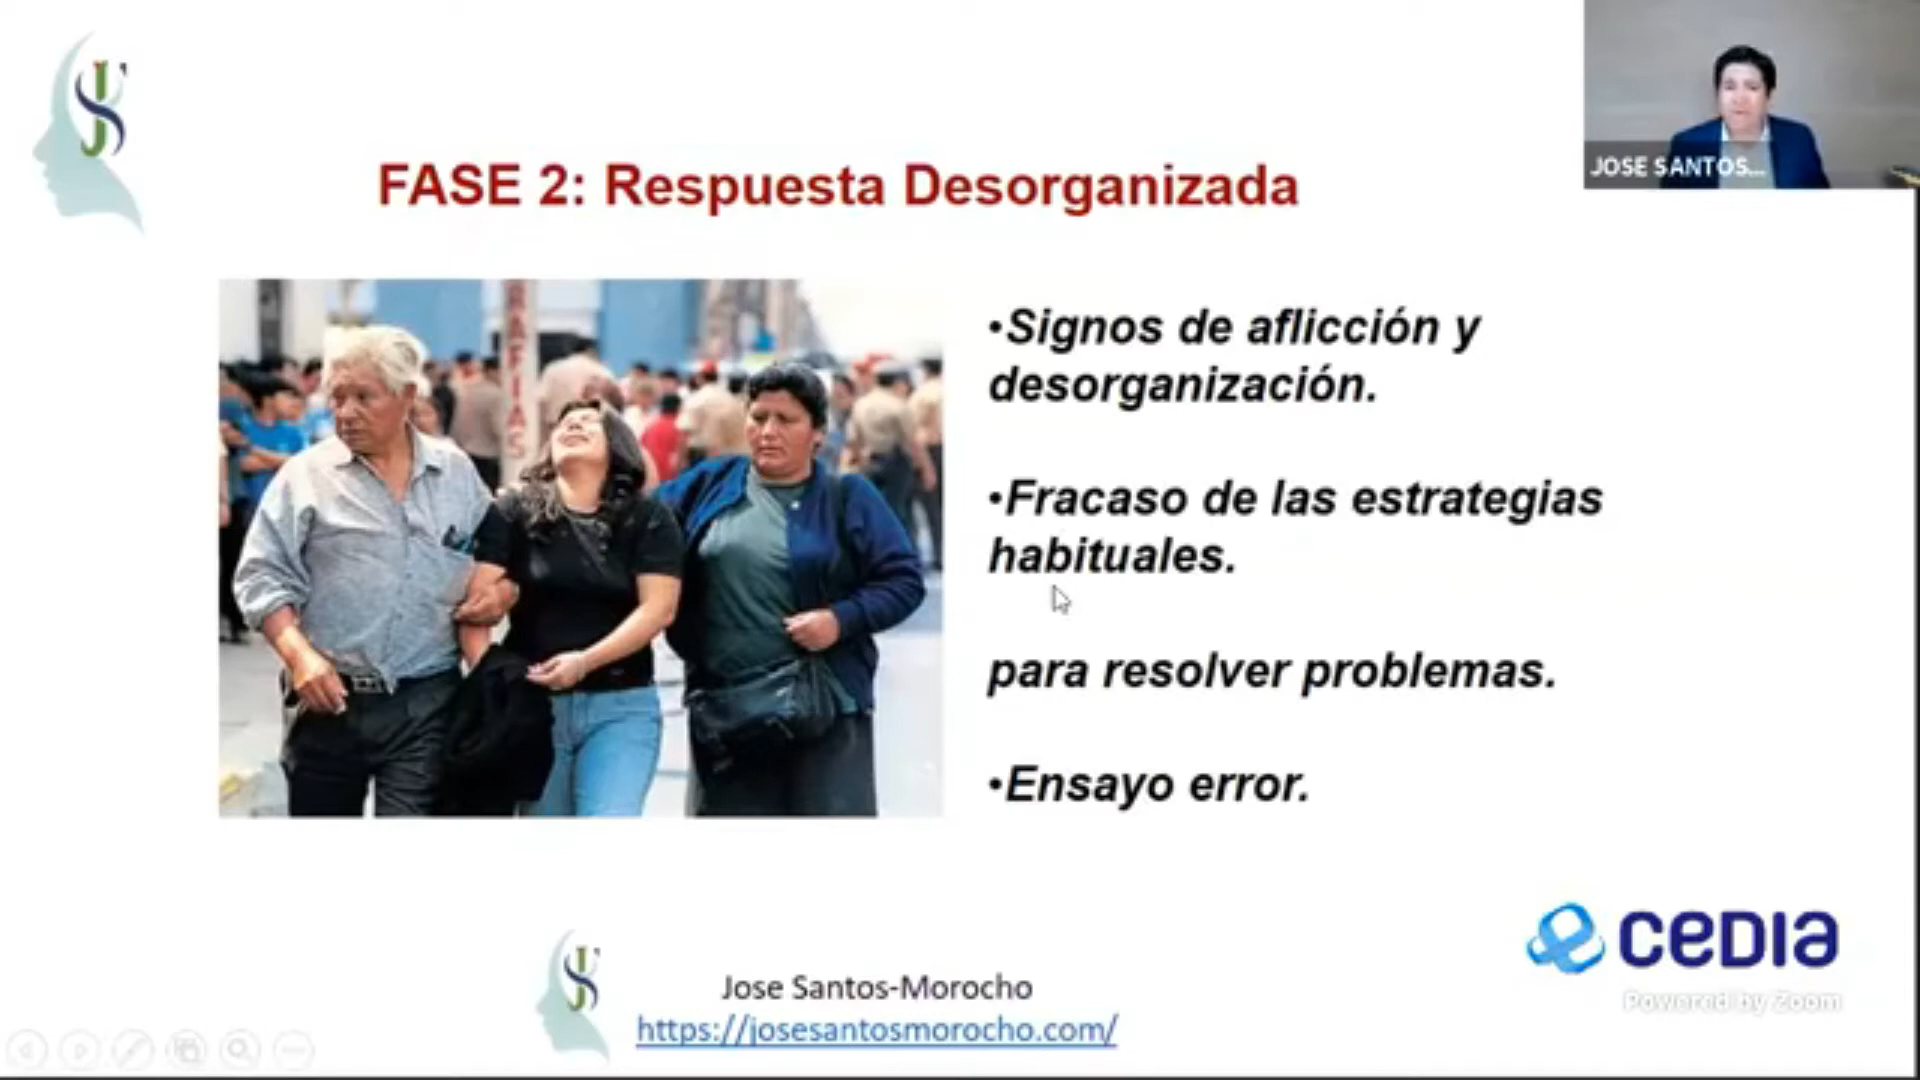 JOSE SANTOS...
FASE 2: Respuesta Desorganizada
•Signos de aflicción y
desorganización.
•Fracaso de las estrategias
habituales.
para resolver problemas.
•Ensayo error.
Jose Santos-Morocho
https://josesantosmorocho.com/
CEDIA
Powered by Zoom